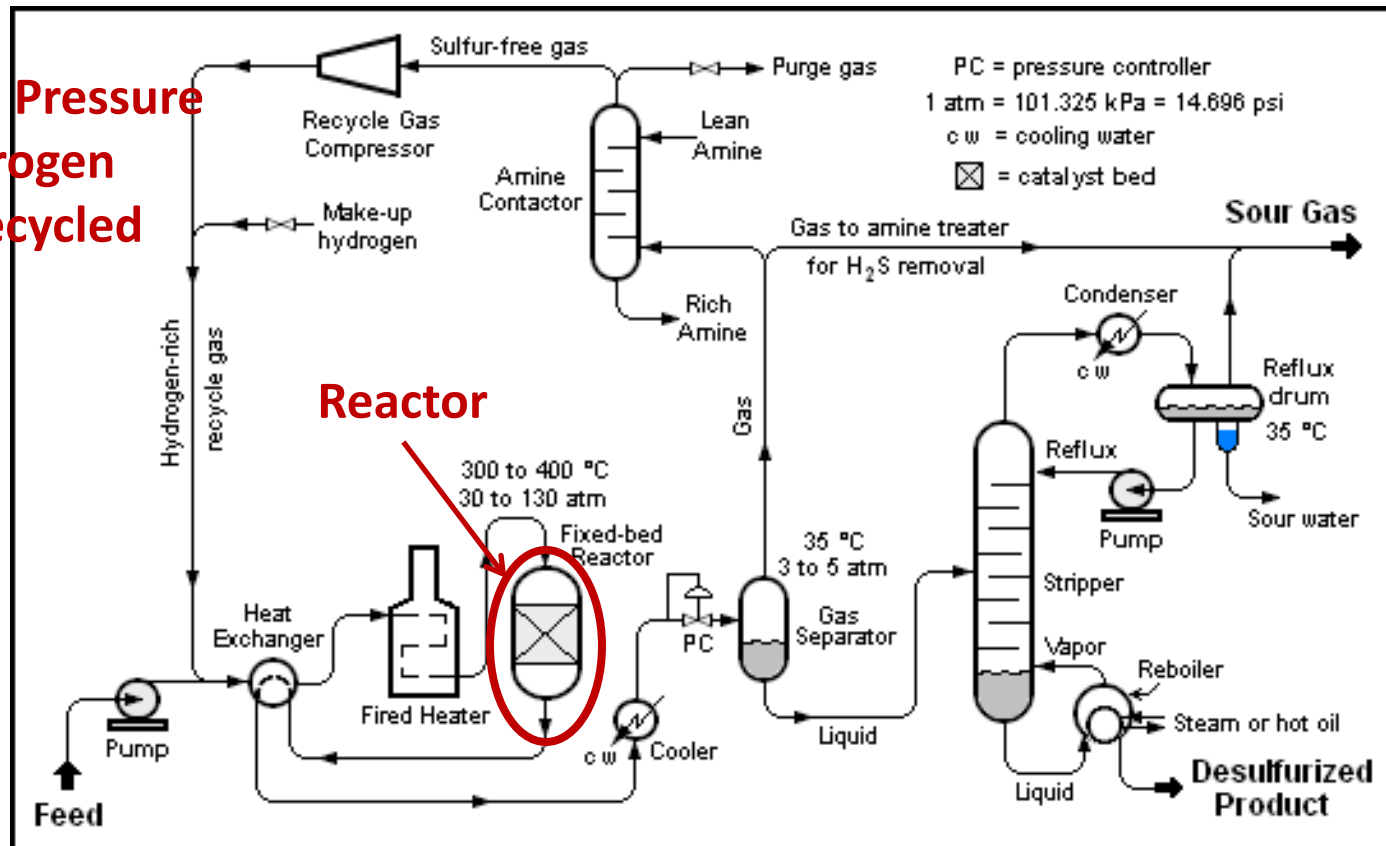 Sulfur-free gas
Purge gas
PC = pressure controller
1 atm = 101.325 kPa = 14.696 psi
c w = cooling water
= catalyst bed
Pressure
rogen
ecycled
Recycle Gas
Compressor
Lean
Amine
Amine
Contactor
Make-up
hydrogen
Sour Gas
Gas to amine treater
for H₂S removal
Rich
Amine
Condenser
c w
Reflux
drum
35 °C
Hydrogen-rich
recycle gas
Reactor
Gas
300 to 400 °C
30 to 130 atm
Fixed-bed
Reactor
Reflux
Pump
Sour water
35 °C
3 to 5 atm
Gas
Separator
PC
Stripper
Heat
Exchanger
Vapor
Reboiler
Fired Heater
Pump
c w
Cooler
Liquid
Steam or hot oil
Liquid
Desulfurized
Product
Feed